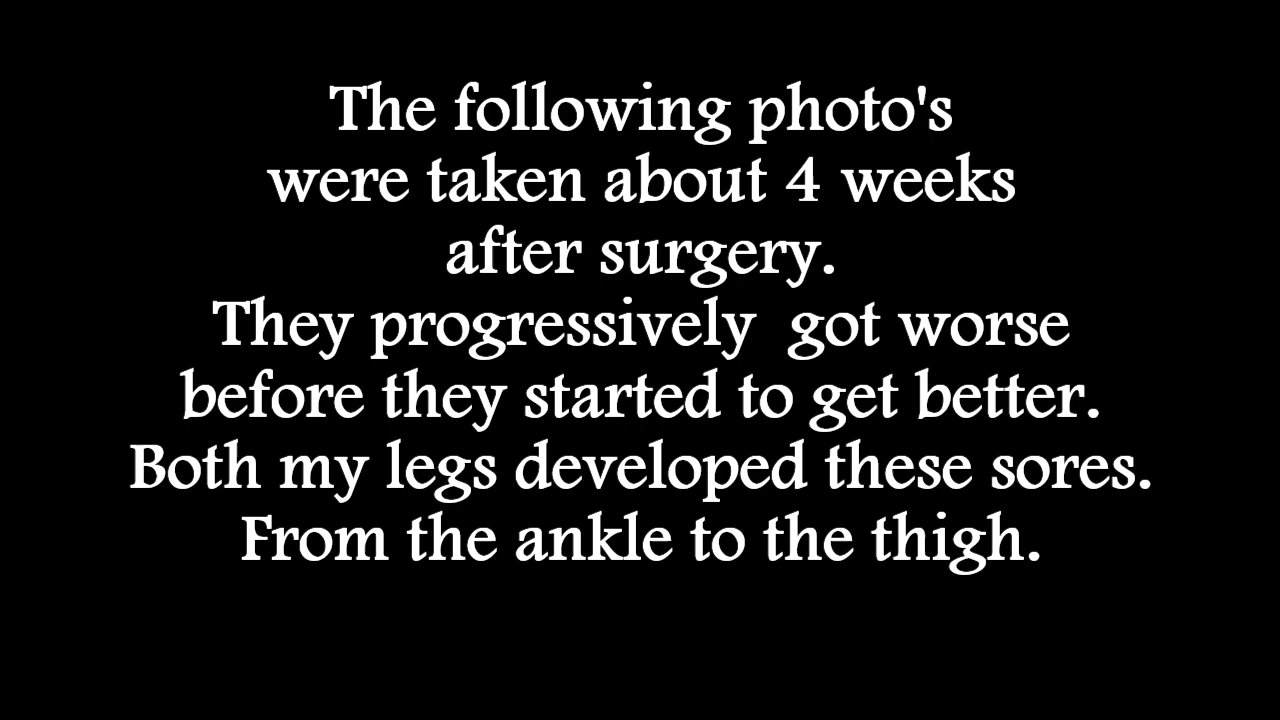 The following photo's
were taken about 4 weeks
after surgery.
They progressively  got worse
before they started to get better.
Both my legs developed these sores.
From the ankle to the thigh.